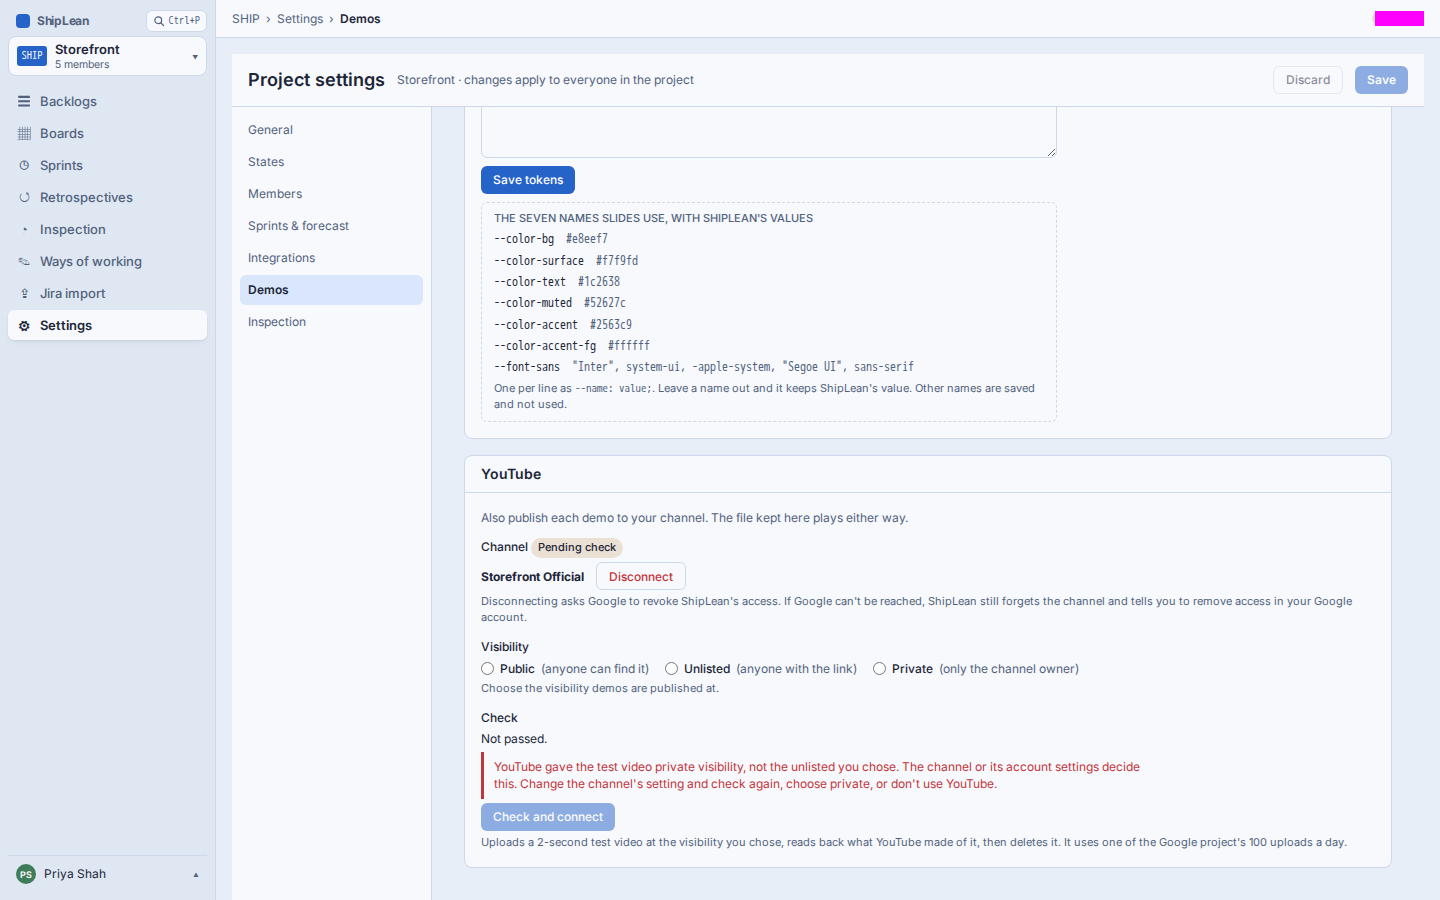 ShipLean
Ctrl+P
SHIP
Storefront
5 members
Backlogs
Boards
Sprints
Retrospectives
Inspection
Ways of working
Jira import
Settings
PS
Priya Shah
SHIP › Settings › Demos
Project settings
Storefront · changes apply to everyone in the project
Discard
Save
General
States
Members
Sprints & forecast
Integrations
Demos
Inspection
Save tokens
THE SEVEN NAMES SLIDES USE, WITH SHIPLEAN'S VALUES
--color-bg #e8eef7
--color-surface #f7f9fd
--color-text #1c2638
--color-muted #52627c
--color-accent #2563c9
--color-accent-fg #ffffff
--font-sans "Inter", system-ui, -apple-system, "Segoe UI", sans-serif
One per line as --name: value;. Leave a name out and it keeps ShipLean's value. Other names are saved
and not used.
YouTube
Also publish each demo to your channel. The file kept here plays either way.
Channel Pending check
Storefront Official Disconnect
Disconnecting asks Google to revoke ShipLean's access. If Google can't be reached, ShipLean still forgets the channel and tells you to remove access in your Google
account.
Visibility
Public (anyone can find it) Unlisted (anyone with the link) Private (only the channel owner)
Choose the visibility demos are published at.
Check
Not passed.
YouTube gave the test video private visibility, not the unlisted you chose. The channel or its account settings decide
this. Change the channel's setting and check again, choose private, or don't use YouTube.
Check and connect
Uploads a 2-second test video at the visibility you chose, reads back what YouTube made of it, then deletes it. It uses one of the Google project's 100 uploads a day.